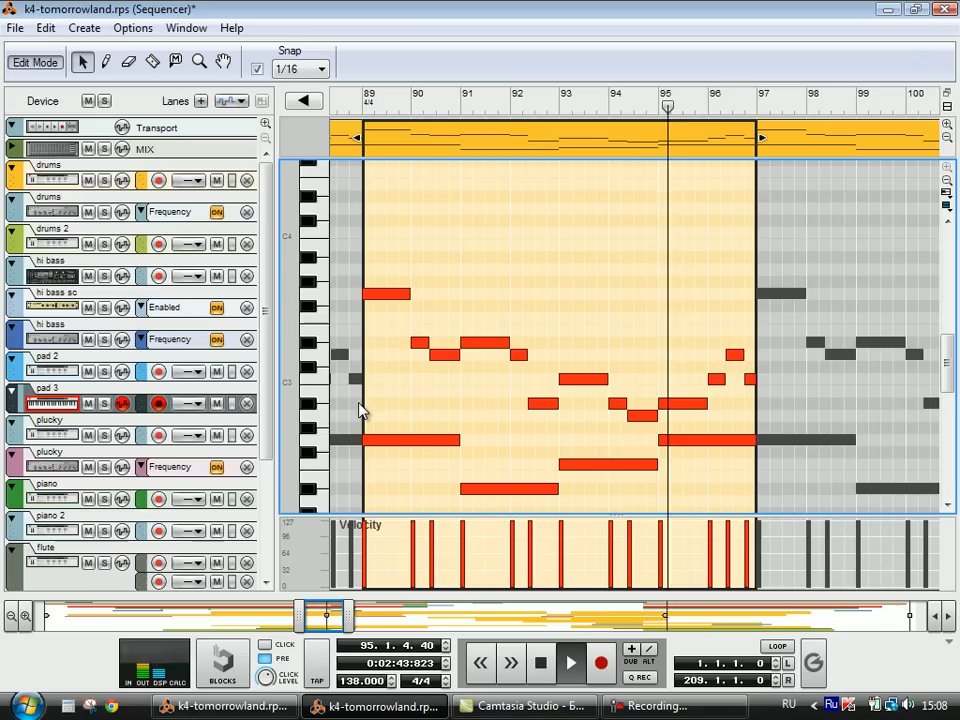 k4-tomorrowland.rps (Sequencer)*
File Edit Create Options Window Help
Edit Mode
Snap
1/16
Device M S Lanes
89 90 91 92 93 94 95 96 97 98 99 100
4/4
Transport
M S MIX
drums
M S M
drums
M S Frequency ON
drums 2
M S M
hi bass
M S M
hi bass sc
M S Enabled ON
hi bass
M S Frequency ON
pad 2
M S M
pad 3
M S M
plucky
M S M
plucky
M S Frequency ON
piano
M S M
piano 2
M S M
flute
M S M
M
C4
C3
Velocity
127
96
64
32
0
IN OUT DSP CALC
BLOCKS
CLICK
PRE
CLICK
LEVEL
TAP
95. 1. 4. 40
0:02:43:823
138.000 4/4
DUB ALT
Q REC
LOOP
1. 1. 1. 0 L
209. 1. 1. 0 R
k4-tomorrowland.rp...
k4-tomorrowland.rp...
Camtasia Studio - Б...
Recording...
RU
Ru
15:08